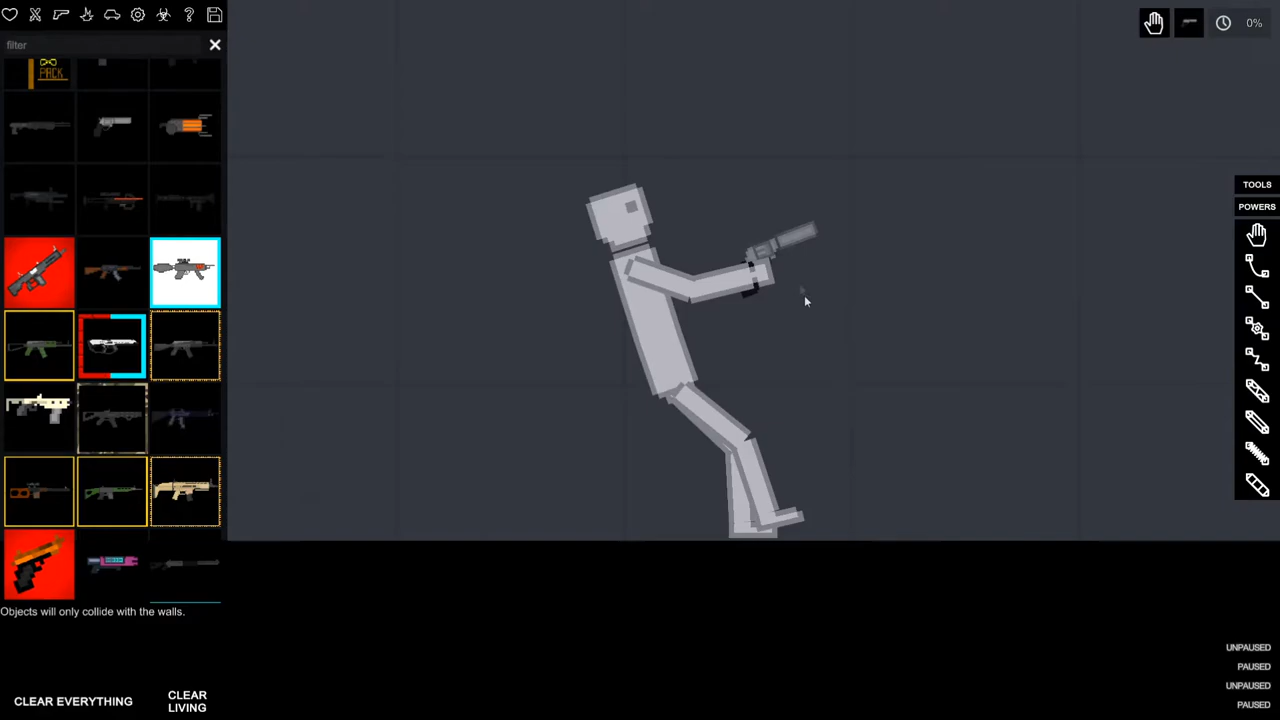 filter
0%
PACK
TOOLS
POWERS
Objects will only collide with the walls.
UNPAUSED
PAUSED
UNPAUSED
PAUSED
CLEAR EVERYTHING
CLEAR
LIVING